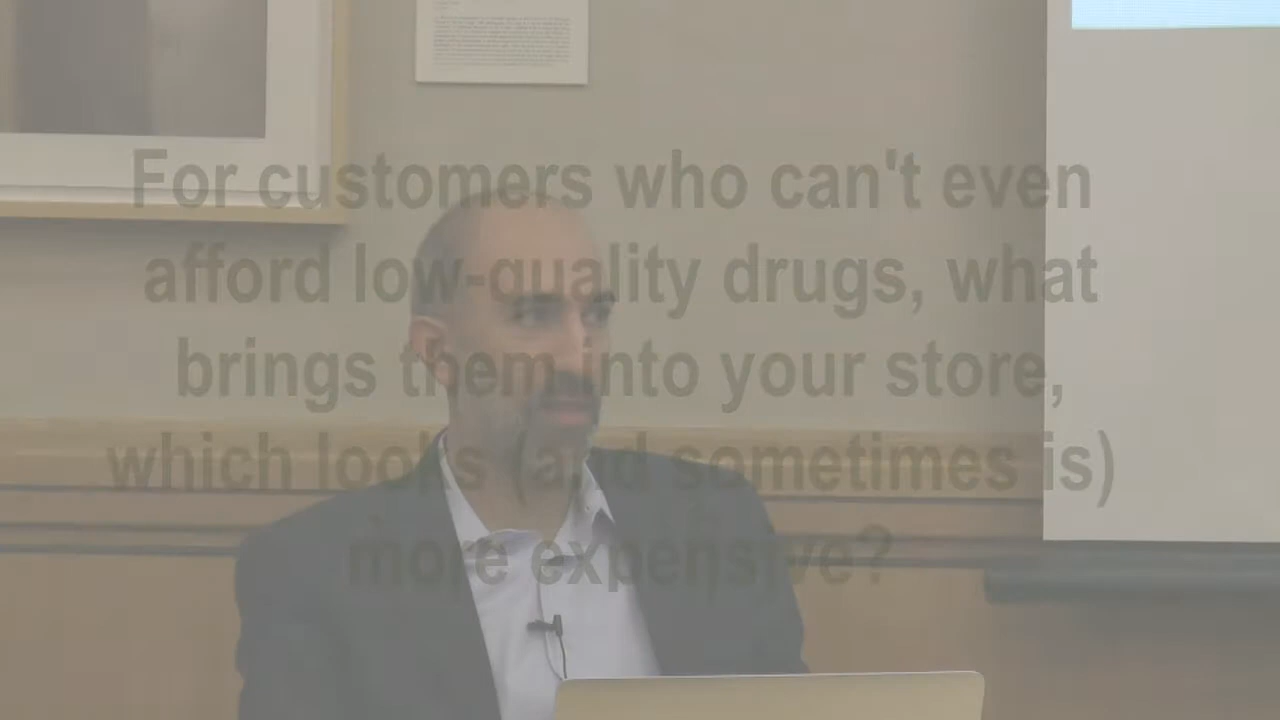 For customers who can't even
afford low-quality drugs, what
brings them into your store,
which looks (and sometimes is)
more expensive?